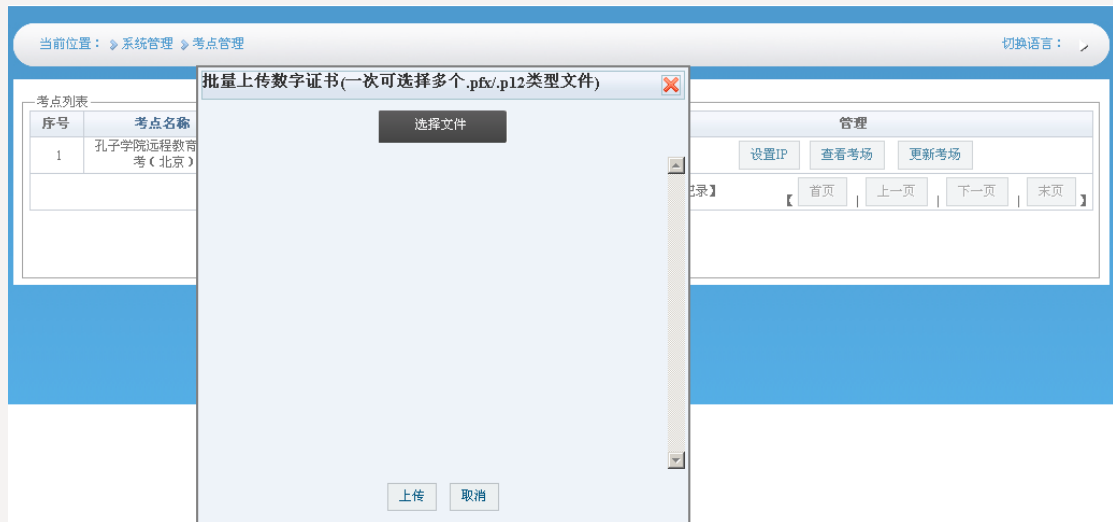 当前位置： 系统管理 考点管理
切换语言：
批量上传数字证书(一次可选择多个.pfx/.p12类型文件)
考点列表
序号 考点名称 管理
选择文件
1 孔子学院远程教育
考（北京）
设置IP 查看考场 更新考场
记录】 【 首页 | 上一页 | 下一页 | 末页 】
上传 取消